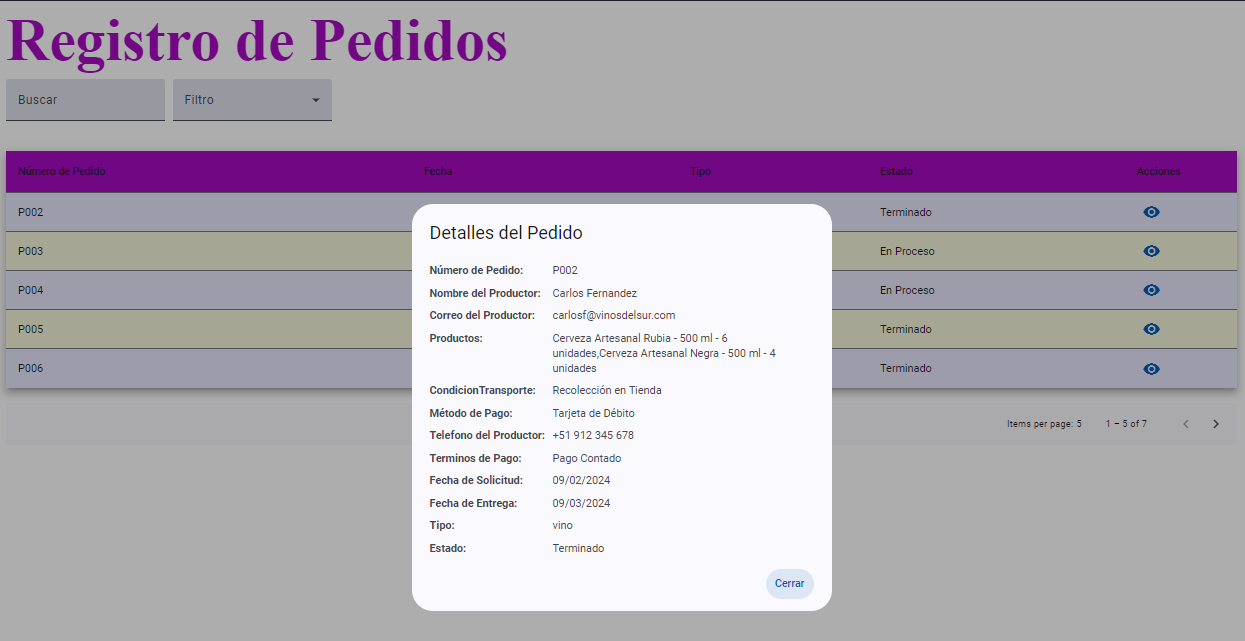 Registro de Pedidos
Buscar
Filtro
Número de Pedido Fecha Tipo Estado Acciones
P002 Terminado
P003 En Proceso
P004 En Proceso
P005 Terminado
P006 Terminado
Items per page: 5 1 – 5 of 7
Detalles del Pedido
Número de Pedido: P002
Nombre del Productor: Carlos Fernandez
Correo del Productor: carlosf@vinosdelsur.com
Productos: Cerveza Artesanal Rubia - 500 ml - 6
unidades,Cerveza Artesanal Negra - 500 ml - 4
unidades
CondicionTransporte: Recolección en Tienda
Método de Pago: Tarjeta de Débito
Telefono del Productor: +51 912 345 678
Terminos de Pago: Pago Contado
Fecha de Solicitud: 09/02/2024
Fecha de Entrega: 09/03/2024
Tipo: vino
Estado: Terminado
Cerrar